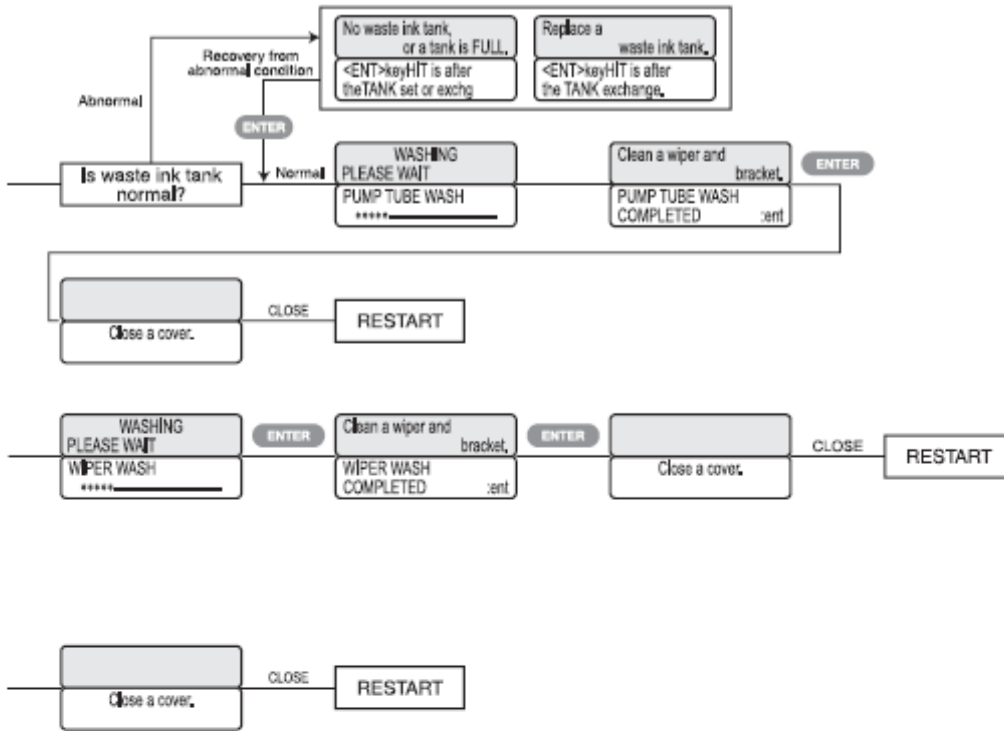 No waste ink tank,
or a tank is FULL.
<ENT>keyHIT is after
theTANK set or exchg
Replace a
waste ink tank.
<ENT>keyHIT is after
the TANK exchange.
Recovery from
abnormal condition
Abnormal
ENTER
Is waste ink tank
normal?
Normal
WASHING
PLEASE WAIT
PUMP TUBE WASH
*****
Clean a wiper and
bracket.
PUMP TUBE WASH
COMPLETED :ent
ENTER
Close a cover.
CLOSE
RESTART
WASHING
PLEASE WAIT
WIPER WASH
*****
ENTER
Clean a wiper and
bracket.
WIPER WASH
COMPLETED :ent
ENTER
Close a cover.
CLOSE
RESTART
Close a cover.
CLOSE
RESTART